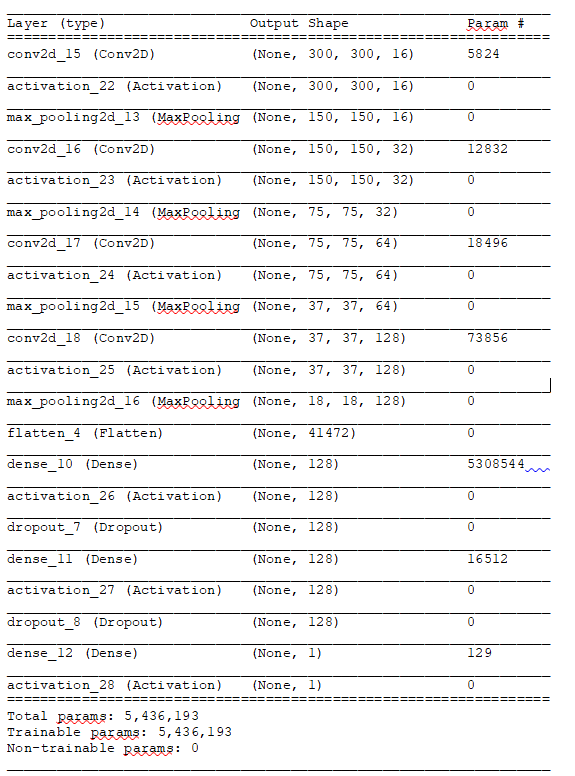 Layer (type) Output Shape Param #
=================================================================
conv2d_15 (Conv2D) (None, 300, 300, 16) 5824
activation_22 (Activation) (None, 300, 300, 16) 0
max_pooling2d_13 (MaxPooling (None, 150, 150, 16) 0
conv2d_16 (Conv2D) (None, 150, 150, 32) 12832
activation_23 (Activation) (None, 150, 150, 32) 0
max_pooling2d_14 (MaxPooling (None, 75, 75, 32) 0
conv2d_17 (Conv2D) (None, 75, 75, 64) 18496
activation_24 (Activation) (None, 75, 75, 64) 0
max_pooling2d_15 (MaxPooling (None, 37, 37, 64) 0
conv2d_18 (Conv2D) (None, 37, 37, 128) 73856
activation_25 (Activation) (None, 37, 37, 128) 0
max_pooling2d_16 (MaxPooling (None, 18, 18, 128) 0
flatten_4 (Flatten) (None, 41472) 0
dense_10 (Dense) (None, 128) 5308544
activation_26 (Activation) (None, 128) 0
dropout_7 (Dropout) (None, 128) 0
dense_11 (Dense) (None, 128) 16512
activation_27 (Activation) (None, 128) 0
dropout_8 (Dropout) (None, 128) 0
dense_12 (Dense) (None, 1) 129
activation_28 (Activation) (None, 1) 0
=================================================================
Total params: 5,436,193
Trainable params: 5,436,193
Non-trainable params: 0